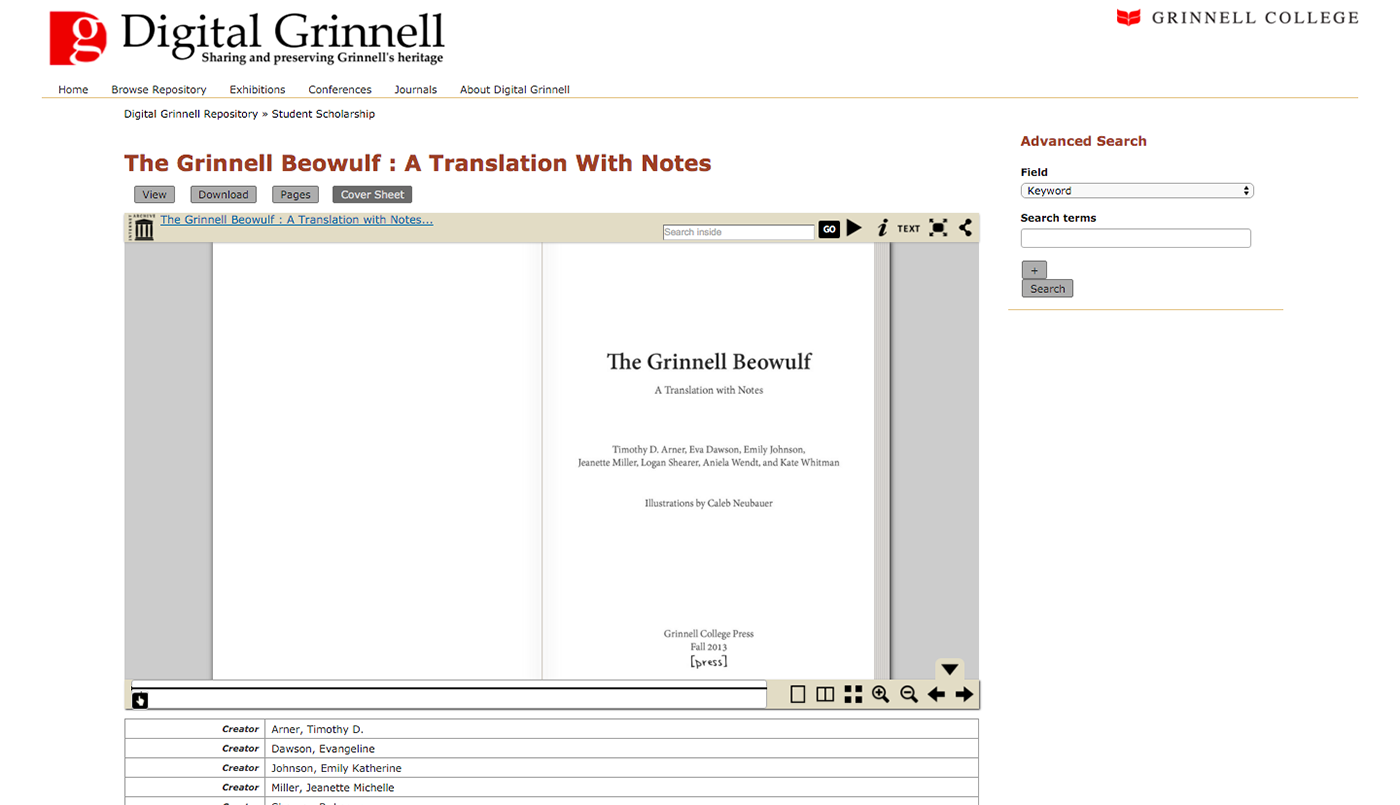 g Digital Grinnell
Sharing and preserving Grinnell's heritage
GRINNELL COLLEGE
Home Browse Repository Exhibitions Conferences Journals About Digital Grinnell
Digital Grinnell Repository » Student Scholarship
The Grinnell Beowulf : A Translation With Notes
View Download Pages Cover Sheet
INTERNET ARCHIVE
The Grinnell Beowulf : A Translation with Notes...
Search inside GO i TEXT
The Grinnell Beowulf
A Translation with Notes
Timothy D. Arner, Eva Dawson, Emily Johnson,
Jeanette Miller, Logan Shearer, Aniela Wendt, and Kate Whitman
Illustrations by Caleb Neubauer
Grinnell College Press
Fall 2013
[press]
Creator Arner, Timothy D.
Creator Dawson, Evangeline
Creator Johnson, Emily Katherine
Creator Miller, Jeanette Michelle
Advanced Search
Field
Keyword
Search terms
+
Search